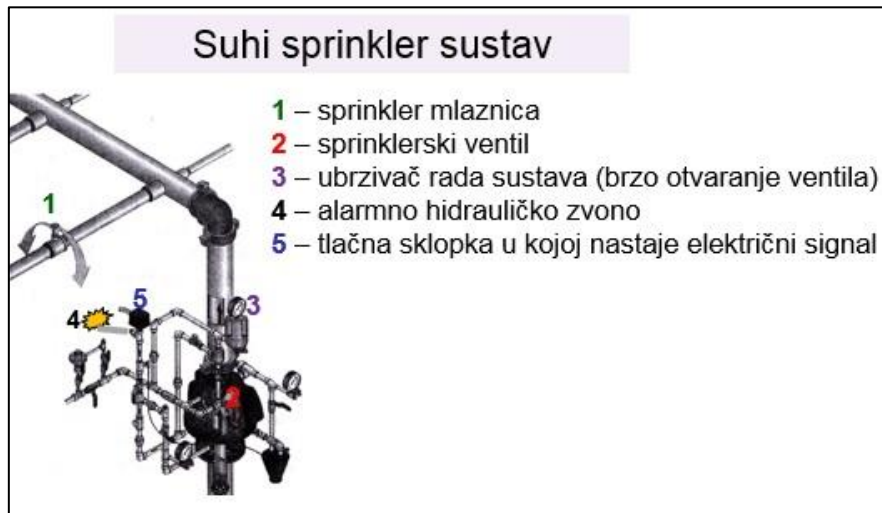 Suhi sprinkler sustav
1 – sprinkler mlaznica
2 – sprinklerski ventil
3 – ubrzivač rada sustava (brzo otvaranje ventila)
4 – alarmno hidrauličko zvono
5 – tlačna sklopka u kojoj nastaje električni signal
1
5
3
4
2